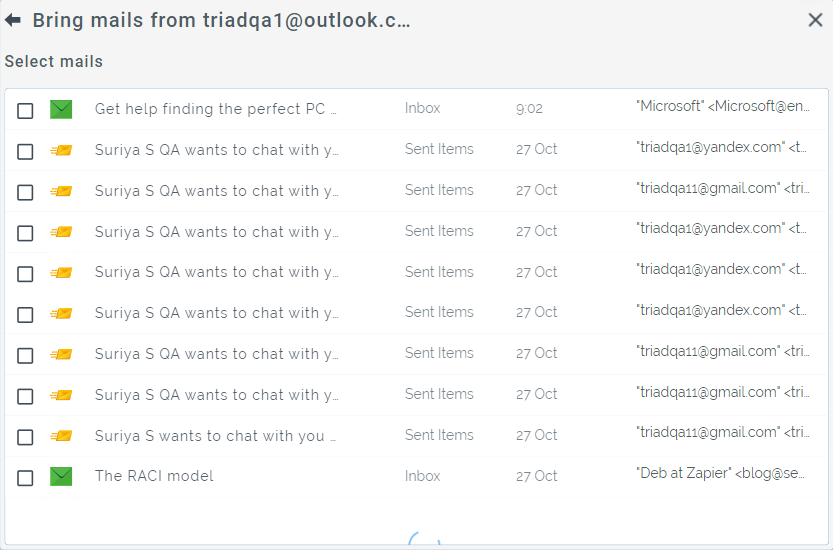 Bring mails from triadqa1@outlook.c...
Select mails
Get help finding the perfect PC ... Inbox 9:02 "Microsoft" <Microsoft@en...
Suriya S QA wants to chat with y... Sent Items 27 Oct "triadqa1@yandex.com" <t...
Suriya S QA wants to chat with y... Sent Items 27 Oct "triadqa11@gmail.com" <tri...
Suriya S QA wants to chat with y... Sent Items 27 Oct "triadqa1@yandex.com" <t...
Suriya S QA wants to chat with y... Sent Items 27 Oct "triadqa1@yandex.com" <t...
Suriya S QA wants to chat with y... Sent Items 27 Oct "triadqa1@yandex.com" <t...
Suriya S QA wants to chat with y... Sent Items 27 Oct "triadqa11@gmail.com" <tri...
Suriya S QA wants to chat with y... Sent Items 27 Oct "triadqa11@gmail.com" <tri...
Suriya S wants to chat with you ... Sent Items 27 Oct "triadqa11@gmail.com" <tri...
The RACI model Inbox 27 Oct "Deb at Zapier" <blog@se...